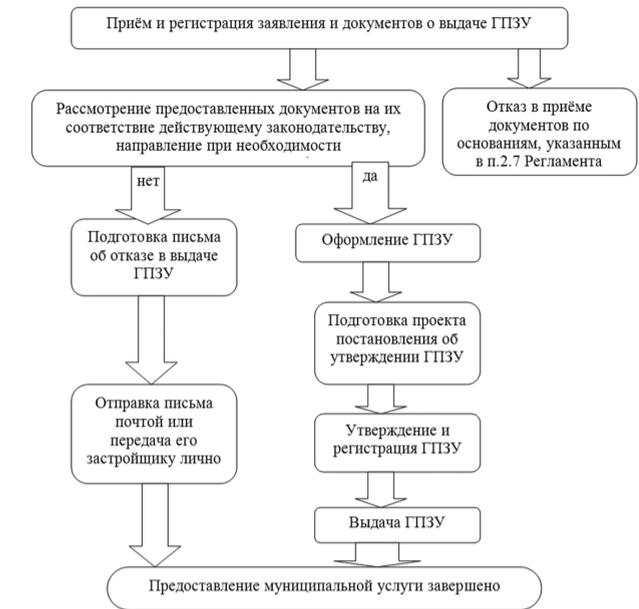 Приём и регистрация заявления и документов о выдаче ГПЗУ
Рассмотрение предоставленных документов на их
соответствие действующему законодательству,
направление при необходимости
Отказ в приёме
документов по
основаниям, указанным
в п.2.7 Регламента
нет
да
Подготовка письма
об отказе в выдаче
ГПЗУ
Оформление ГПЗУ
Подготовка проекта
постановления об
утверждении ГПЗУ
Отправка письма
почтой или
передача его
застройщику лично
Утверждение и
регистрация ГПЗУ
Выдача ГПЗУ
Предоставление муниципальной услуги завершено